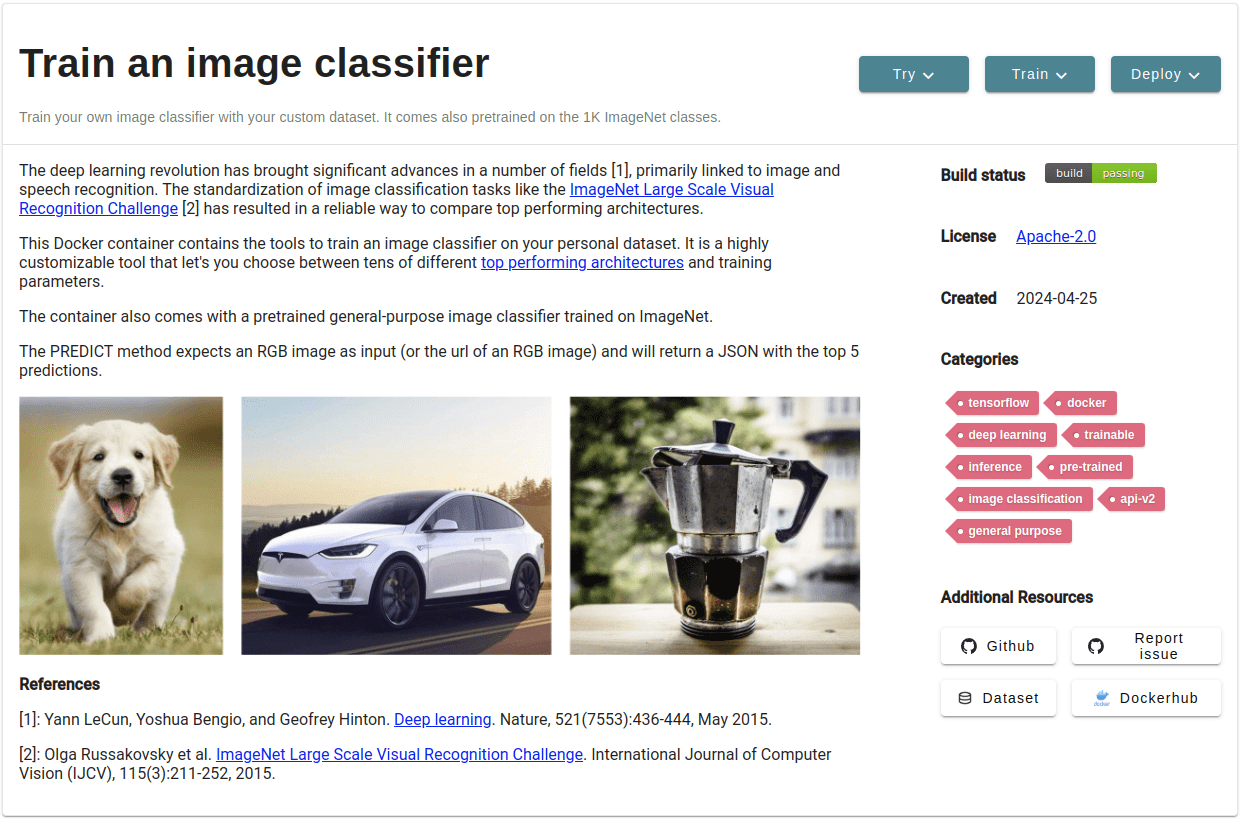 Train an image classifier
Try
Train
Deploy
Train your own image classifier with your custom dataset. It comes also pretrained on the 1K ImageNet classes.
The deep learning revolution has brought significant advances in a number of fields [1], primarily linked to image and
speech recognition. The standardization of image classification tasks like the ImageNet Large Scale Visual
Recognition Challenge [2] has resulted in a reliable way to compare top performing architectures.
This Docker container contains the tools to train an image classifier on your personal dataset. It is a highly
customizable tool that let's you choose between tens of different top performing architectures and training
parameters.
The container also comes with a pretrained general-purpose image classifier trained on ImageNet.
The PREDICT method expects an RGB image as input (or the url of an RGB image) and will return a JSON with the top 5
predictions.
References
[1]: Yann LeCun, Yoshua Bengio, and Geofrey Hinton. Deep learning. Nature, 521(7553):436-444, May 2015.
[2]: Olga Russakovsky et al. ImageNet Large Scale Visual Recognition Challenge. International Journal of Computer
Vision (IJCV), 115(3):211-252, 2015.
Build status build passing
License Apache-2.0
Created 2024-04-25
Categories
tensorflow docker
deep learning trainable
inference pre-trained
image classification api-v2
general purpose
Additional Resources
Github
Report
issue
Dataset
docker Dockerhub